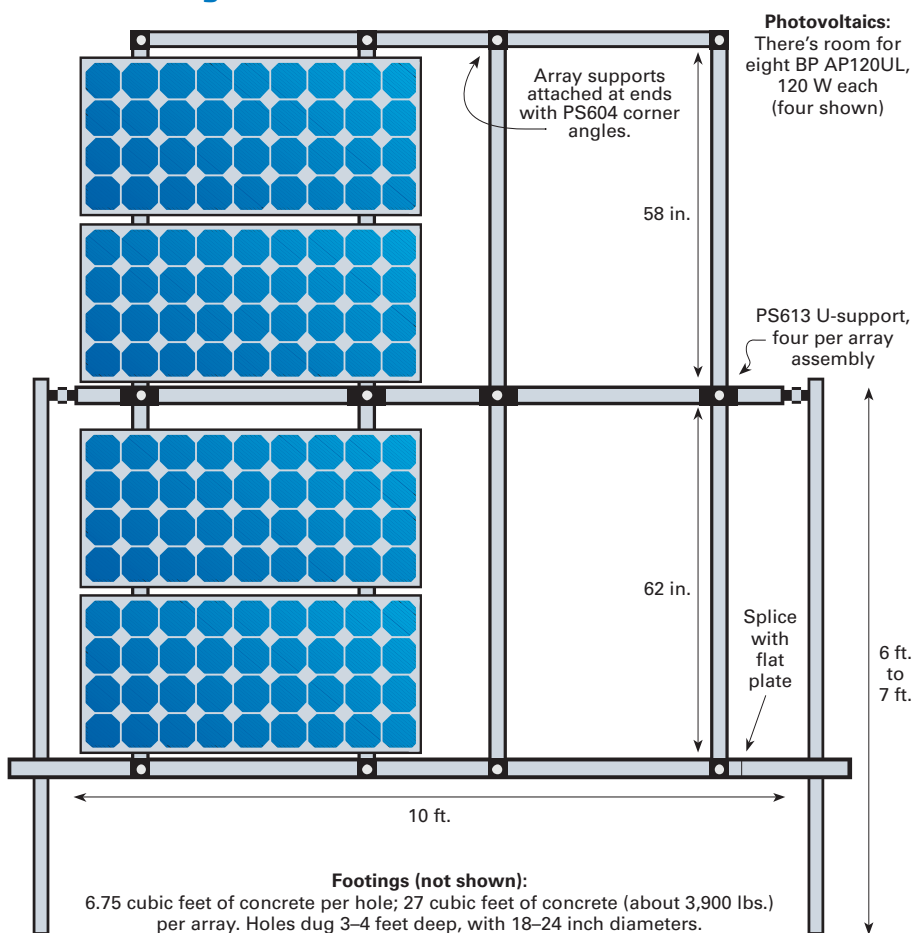 Photovoltaics:
There's room for
eight BP AP120UL,
120 W each
(four shown)
Array supports
attached at ends
with PS604 corner
angles.
58 in.
PS613 U-support,
four per array
assembly
62 in.
Splice
with
flat
plate
6 ft.
to
7 ft.
10 ft.
Footings (not shown):
6.75 cubic feet of concrete per hole; 27 cubic feet of concrete (about 3,900 lbs.)
per array. Holes dug 3–4 feet deep, with 18–24 inch diameters.